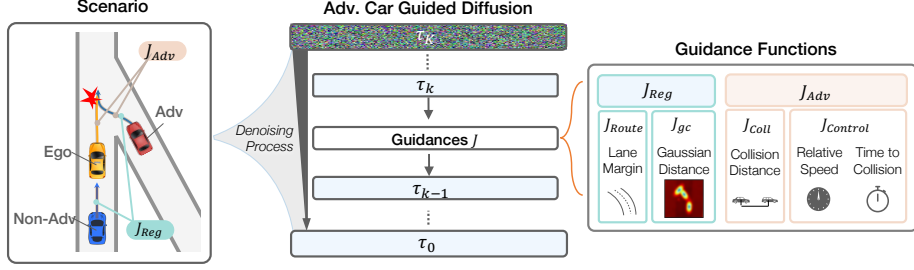 Scenario
J_Adv
Adv
Ego
Non-Adv
J_Reg
Adv. Car Guided Diffusion
Denoising
Process
τ_K
τ_k
Guidances J
τ_{k-1}
τ_0
Guidance Functions
J_Reg
J_Adv
J_Route
J_gc
J_Coll
J_Control
Lane
Margin
Gaussian
Distance
Collision
Distance
Relative
Speed
Time to
Collision